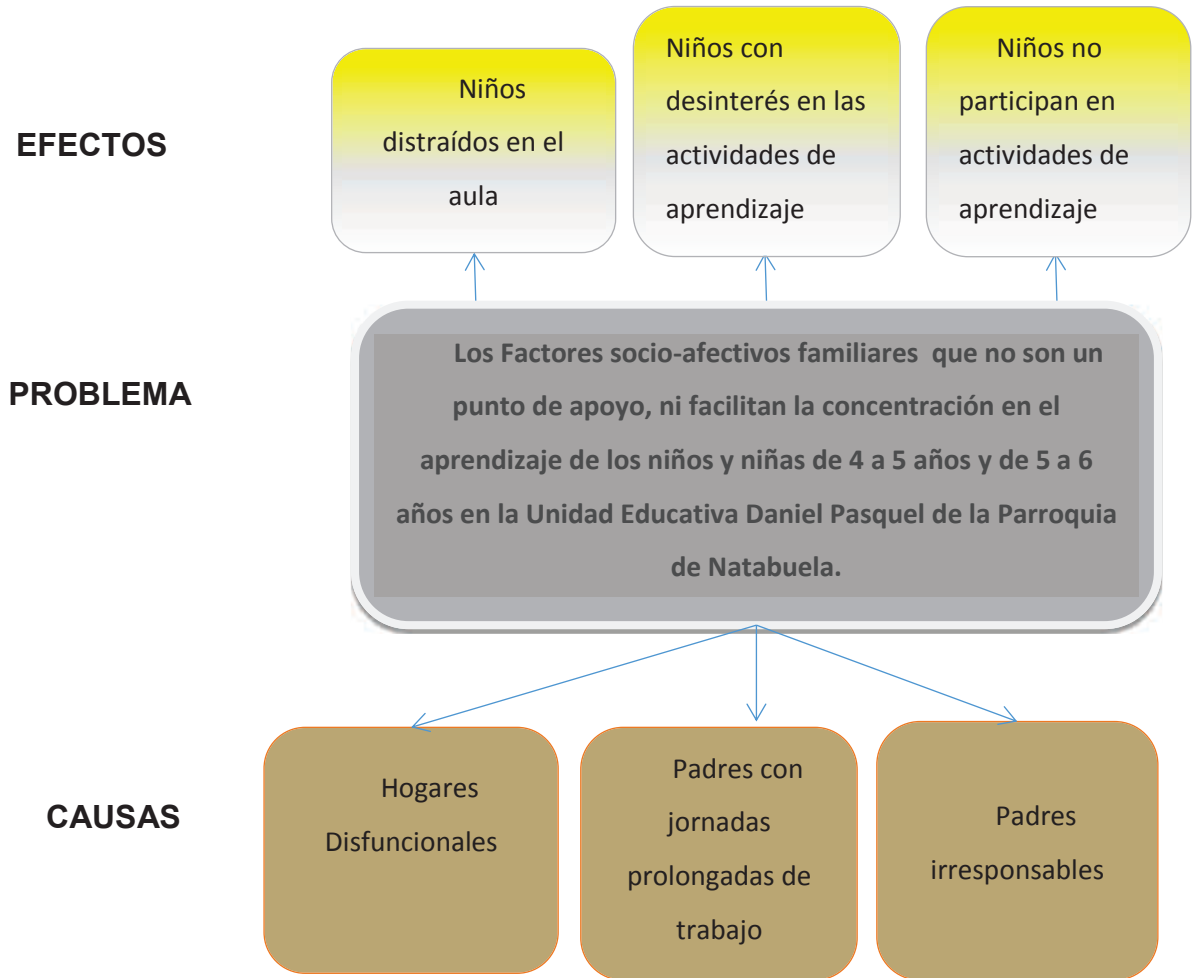 EFECTOS
Niños
distraídos en el
aula
Niños con
desinterés en las
actividades de
aprendizaje
Niños no
participan en
actividades de
aprendizaje
PROBLEMA
Los Factores socio-afectivos familiares que no son un
punto de apoyo, ni facilitan la concentración en el
aprendizaje de los niños y niñas de 4 a 5 años y de 5 a 6
años en la Unidad Educativa Daniel Pasquel de la Parroquia
de Natabuela.
CAUSAS
Hogares
Disfuncionales
Padres con
jornadas
prolongadas de
trabajo
Padres
irresponsables